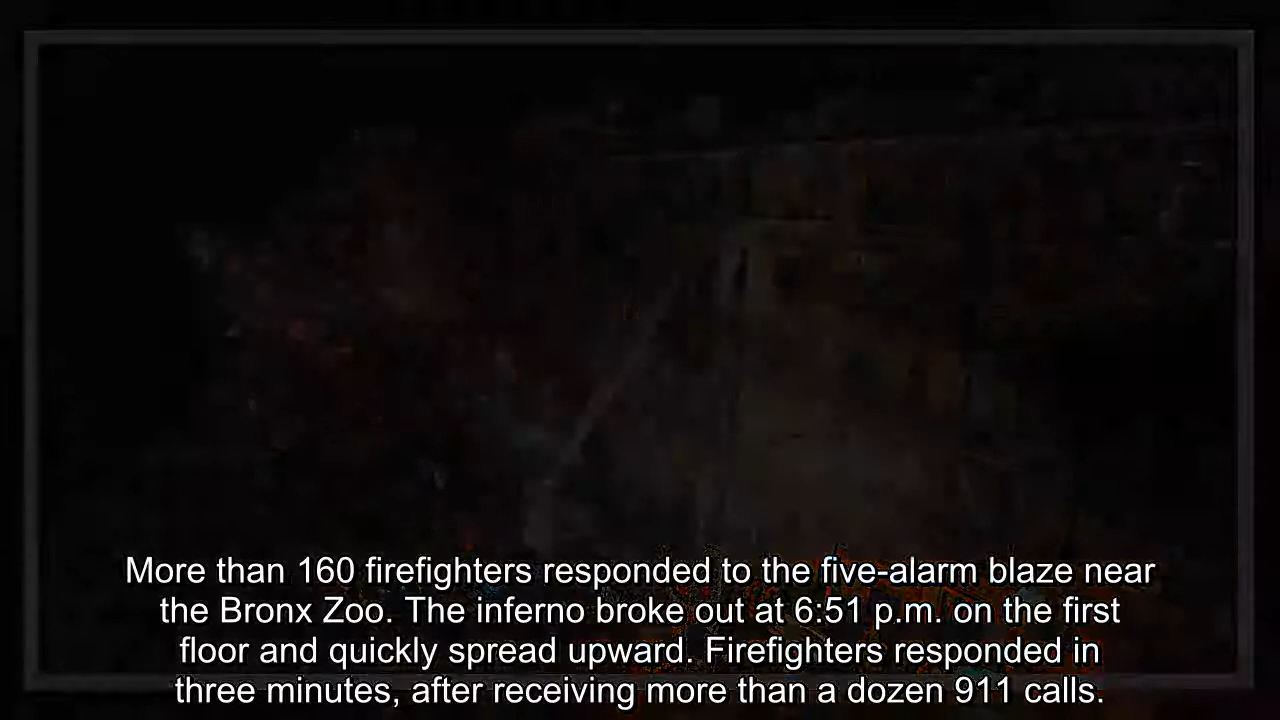 More than 160 firefighters responded to the five-alarm blaze near
the Bronx Zoo. The inferno broke out at 6:51 p.m. on the first
floor and quickly spread upward. Firefighters responded in
three minutes, after receiving more than a dozen 911 calls.